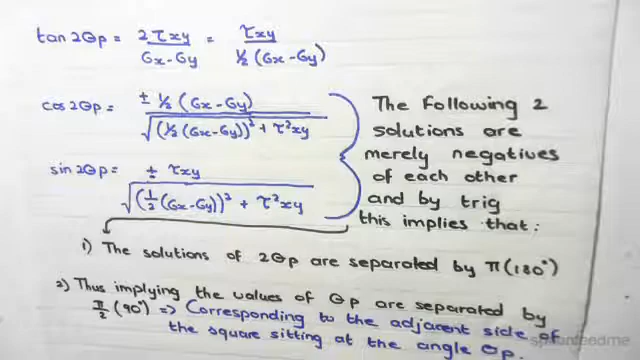 tan 2θp = 2τxy / (σx-σy) = τxy / (1/2 (σx-σy))
cos 2θp = ± 1/2 (σx-σy) / √((1/2 (σx-σy))² + τ²xy)
sin 2θp = ± τxy / √((1/2 (σx-σy))² + τ²xy)
The Following 2
solutions are
merely negatives
of each other
and by trig
this implies that:
1) The solutions of 2θp are separated by π(180°)
2) Thus implying the values of θp are separated by
π/2 (90°) => Corresponding to the adjacent side of
the square sitting at the angle θp.